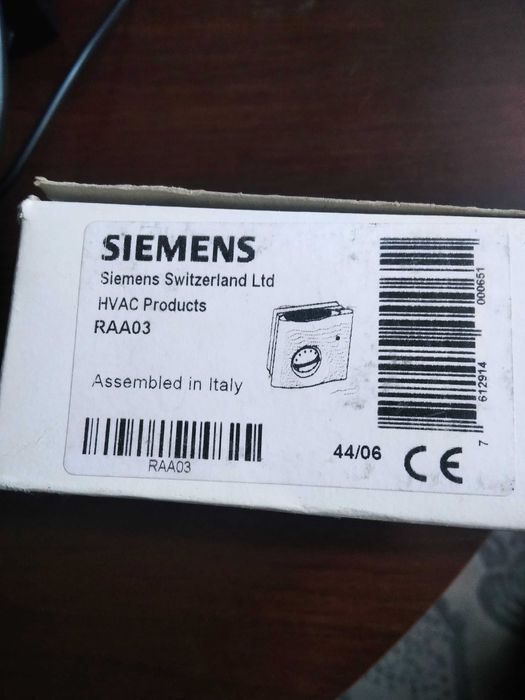 SIEMENS
Siemens Switzerland Ltd
HVAC Products
RAA03
Assembled in Italy
RAA03
44/06
CE
7 612914 000651